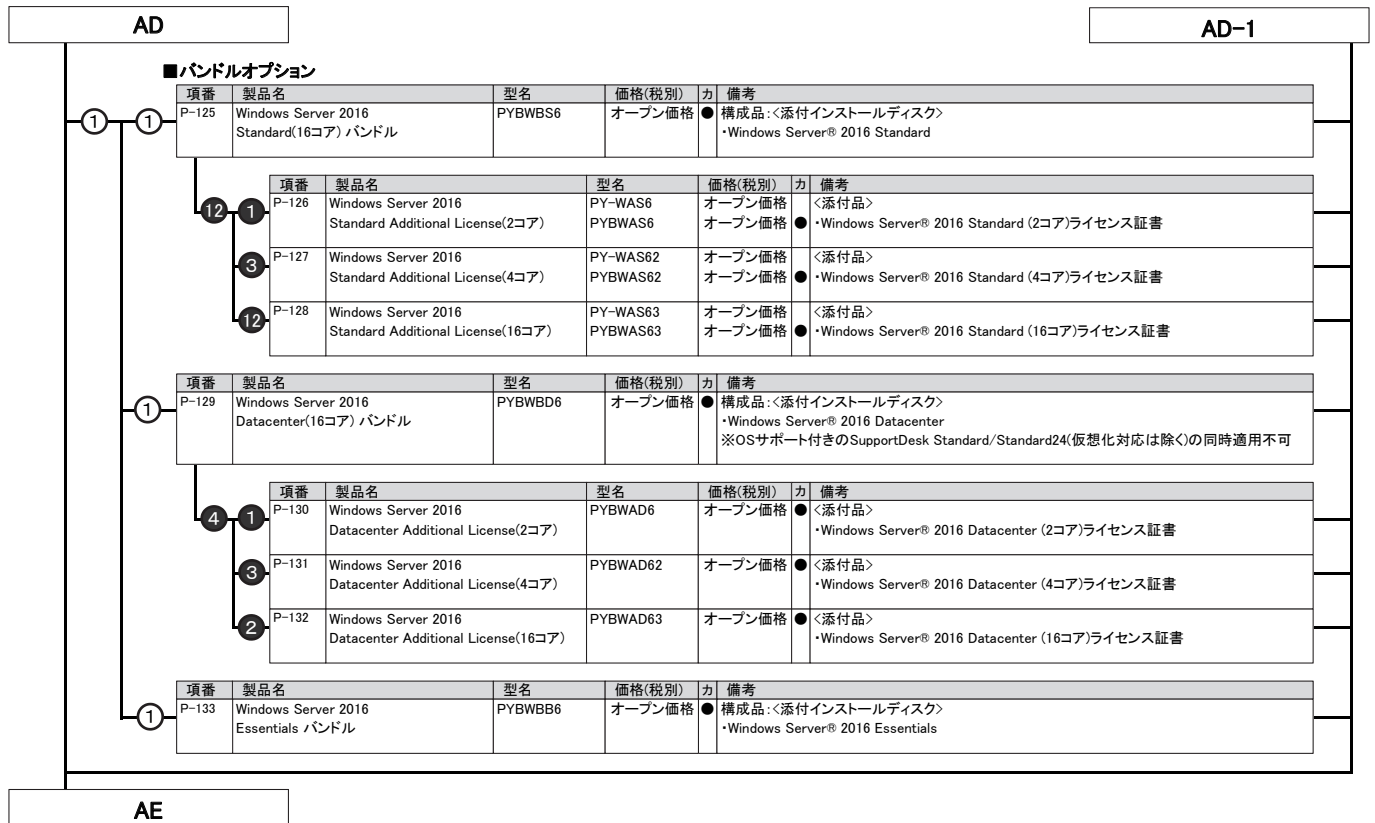 AD
AD-1
■バンドルオプション
項番 製品名 型名 価格(税別) カ 備考
1 1 P-125 Windows Server 2016 PYBWBS6 オープン価格 ● 構成品:<添付インストールディスク>
Standard(16コア) バンドル ・Windows Server® 2016 Standard
項番 製品名 型名 価格(税別) カ 備考
12 1 P-126 Windows Server 2016 PY-WAS6 オープン価格 <添付品>
Standard Additional License(2コア) PYBWAS6 オープン価格 ● ・Windows Server® 2016 Standard (2コア)ライセンス証書
3 P-127 Windows Server 2016 PY-WAS62 オープン価格 <添付品>
Standard Additional License(4コア) PYBWAS62 オープン価格 ● ・Windows Server® 2016 Standard (4コア)ライセンス証書
12 P-128 Windows Server 2016 PY-WAS63 オープン価格 <添付品>
Standard Additional License(16コア) PYBWAS63 オープン価格 ● ・Windows Server® 2016 Standard (16コア)ライセンス証書
項番 製品名 型名 価格(税別) カ 備考
1 P-129 Windows Server 2016 PYBWBD6 オープン価格 ● 構成品:<添付インストールディスク>
Datacenter(16コア) バンドル ・Windows Server® 2016 Datacenter
※OSサポート付きのSupportDesk Standard/Standard24(仮想化対応は除く)の同時適用不可
項番 製品名 型名 価格(税別) カ 備考
4 1 P-130 Windows Server 2016 PYBWAD6 オープン価格 ● <添付品>
Datacenter Additional License(2コア) ・Windows Server® 2016 Datacenter (2コア)ライセンス証書
3 P-131 Windows Server 2016 PYBWAD62 オープン価格 ● <添付品>
Datacenter Additional License(4コア) ・Windows Server® 2016 Datacenter (4コア)ライセンス証書
2 P-132 Windows Server 2016 PYBWAD63 オープン価格 ● <添付品>
Datacenter Additional License(16コア) ・Windows Server® 2016 Datacenter (16コア)ライセンス証書
項番 製品名 型名 価格(税別) カ 備考
1 P-133 Windows Server 2016 PYBWBB6 オープン価格 ● 構成品:<添付インストールディスク>
Essentials バンドル ・Windows Server® 2016 Essentials
AE